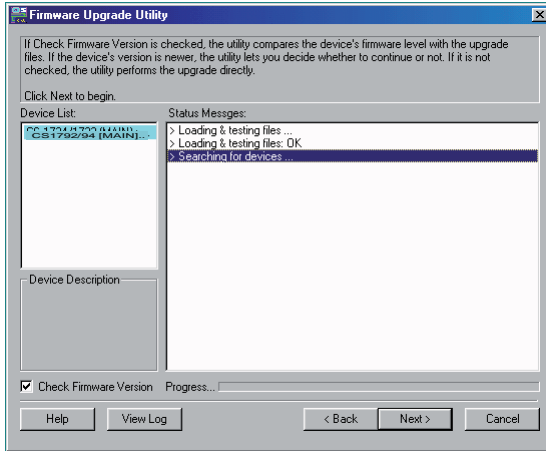 Firmware Upgrade Utility
If Check Firmware Version is checked, the utility compares the device's firmware level with the upgrade
files. If the device's version is newer, the utility lets you decide whether to continue or not. If it is not
checked, the utility performs the upgrade directly.
Click Next to begin.
Device List:
Status Messges:
CS1792/94 [MAIN]...
> Loading & testing files ...
> Loading & testing files: OK
> Searching for devices ...
Device Description
Check Firmware Version
Progress...
Help
View Log
< Back
Next >
Cancel